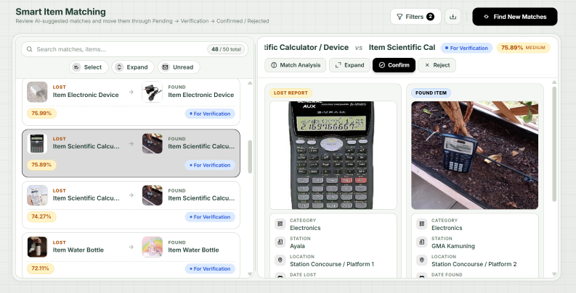 Smart Item Matching
Review AI-suggested matches and move them through Pending → Verification → Confirmed / Rejected
Filters 2
Find New Matches
Search matches, items...
48 / 50 total
Select
Expand
Unread
LOST
Item Electronic Device
FOUND
Item Electronic Device
75.99%
For Verification
LOST
Item Scientific Calcu...
FOUND
Item Scientific Calcu...
75.89%
For Verification
LOST
Item Scientific Calcu...
FOUND
Item Scientific Calcu...
74.27%
For Verification
LOST
Item Water Bottle
FOUND
Item Water Bottle
72.11%
For Verification
ific Calculator / Device vs Item Scientific Cal
For Verification
75.89% MEDIUM
Match Analysis
Expand
Confirm
Reject
LOST REPORT
AUX
CATEGORY
Electronics
STATION
Ayala
LOCATION
Station Concourse / Platform 1
DATE LOST
FOUND ITEM
CATEGORY
Electronics
STATION
GMA Kamuning
LOCATION
Station Concourse / Platform 2
DATE FOUND